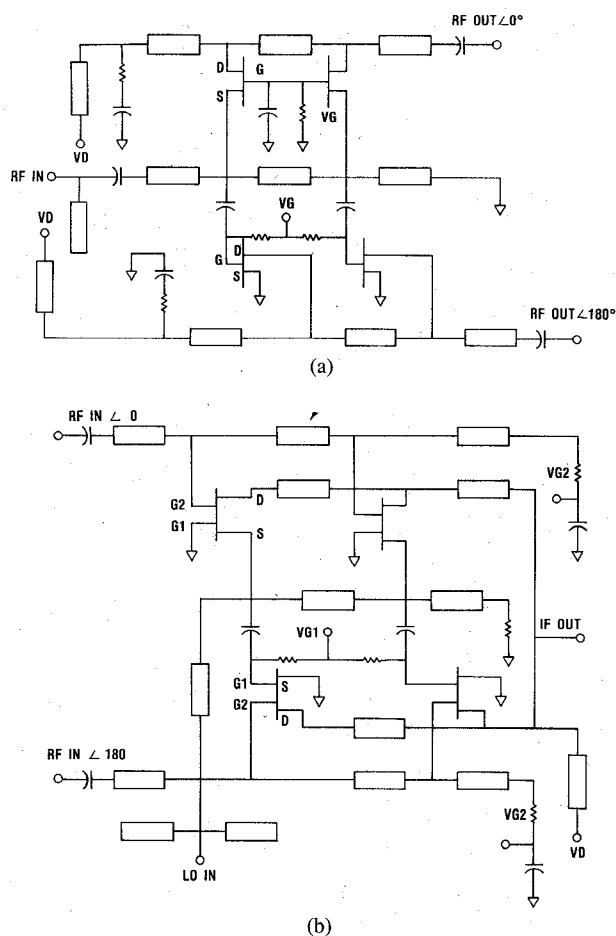 RF OUT∠0°
D
G
S
VG
VD
RF IN
VD
VG
D
G
S
RF OUT∠180°
(a)
RF IN ∠ 0
VG2
G2
D
G1
S
VG1
IF OUT
G1
S
G2
D
RF IN ∠ 180
VG2
VD
LO IN
(b)